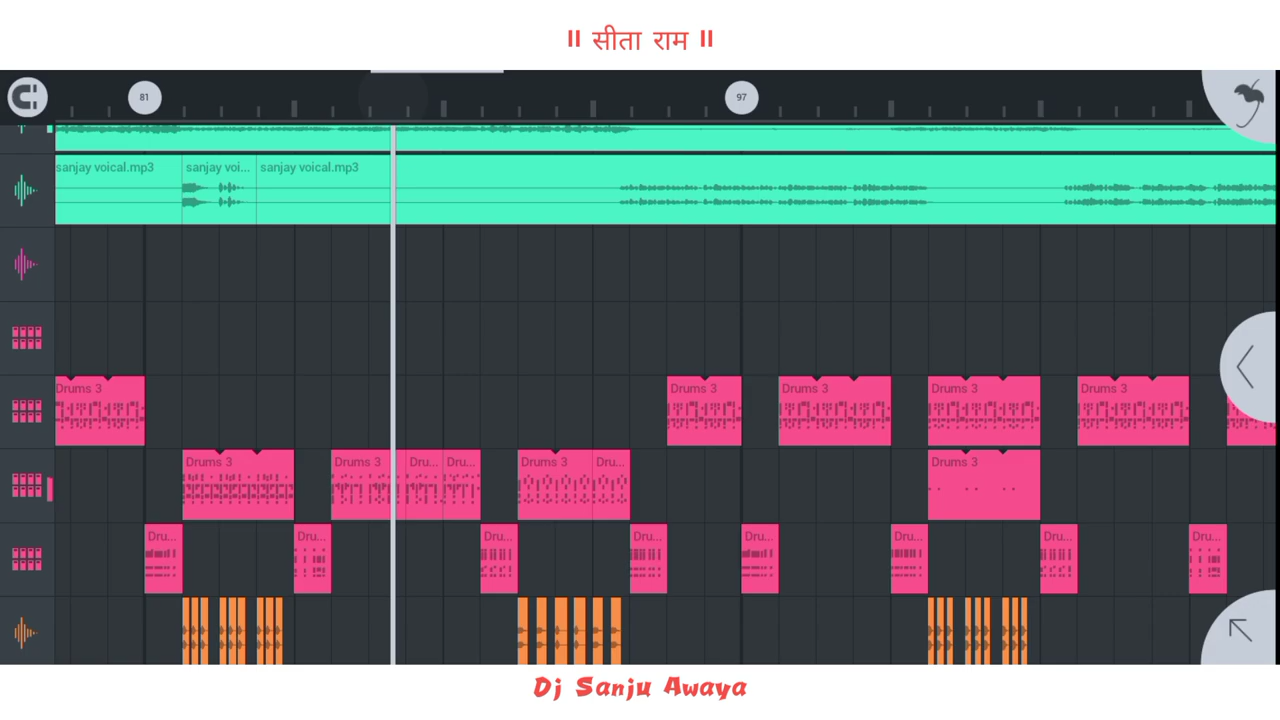 ॥ सीता राम ॥
81 97
sanjay voical.mp3 sanjay voi... sanjay voical.mp3
Drums 3 Drums 3 Drums 3 Drums 3 Drums 3
Drums 3 Drums 3 Dru... Dru... Drums 3 Dru... Drums 3
Dru... Dru... Dru... Dru... Dru... Dru... Dru... Dru...
Dj Sanju Awaya